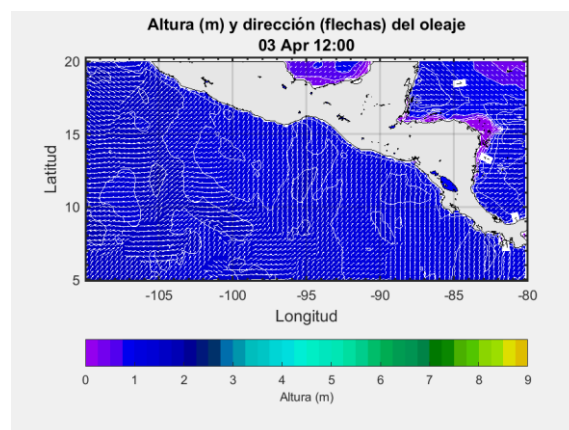 Altura (m) y dirección (flechas) del oleaje
03 Apr 12:00
20
15
10
5
Latitud
-105 -100 -95 -90 -85 -80
Longitud
0 1 2 3 4 5 6 7 8 9
Altura (m)